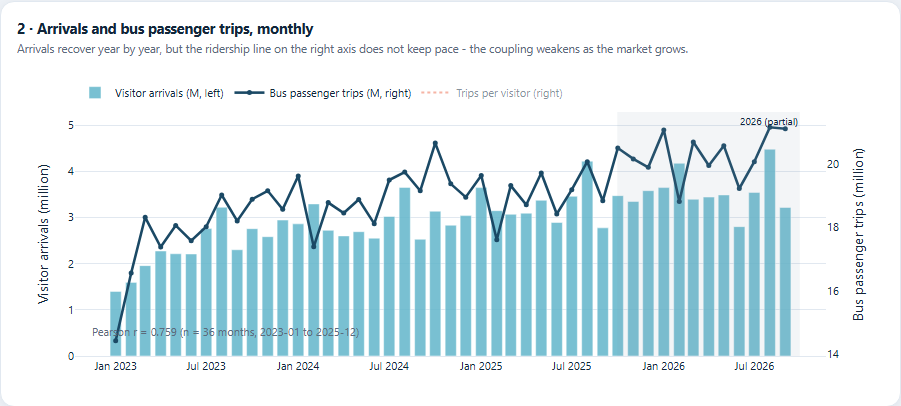 2 · Arrivals and bus passenger trips, monthly
Arrivals recover year by year, but the ridership line on the right axis does not keep pace - the coupling weakens as the market grows.
Visitor arrivals (M, left)
Bus passenger trips (M, right)
Trips per visitor (right)
2026 (partial)
5
4
3
2
1
0
Visitor arrivals (million)
20
18
16
14
Bus passenger trips (million)
Pearson r = 0.759 (n = 36 months, 2023-01 to 2025-12)
Jan 2023
Jul 2023
Jan 2024
Jul 2024
Jan 2025
Jul 2025
Jan 2026
Jul 2026